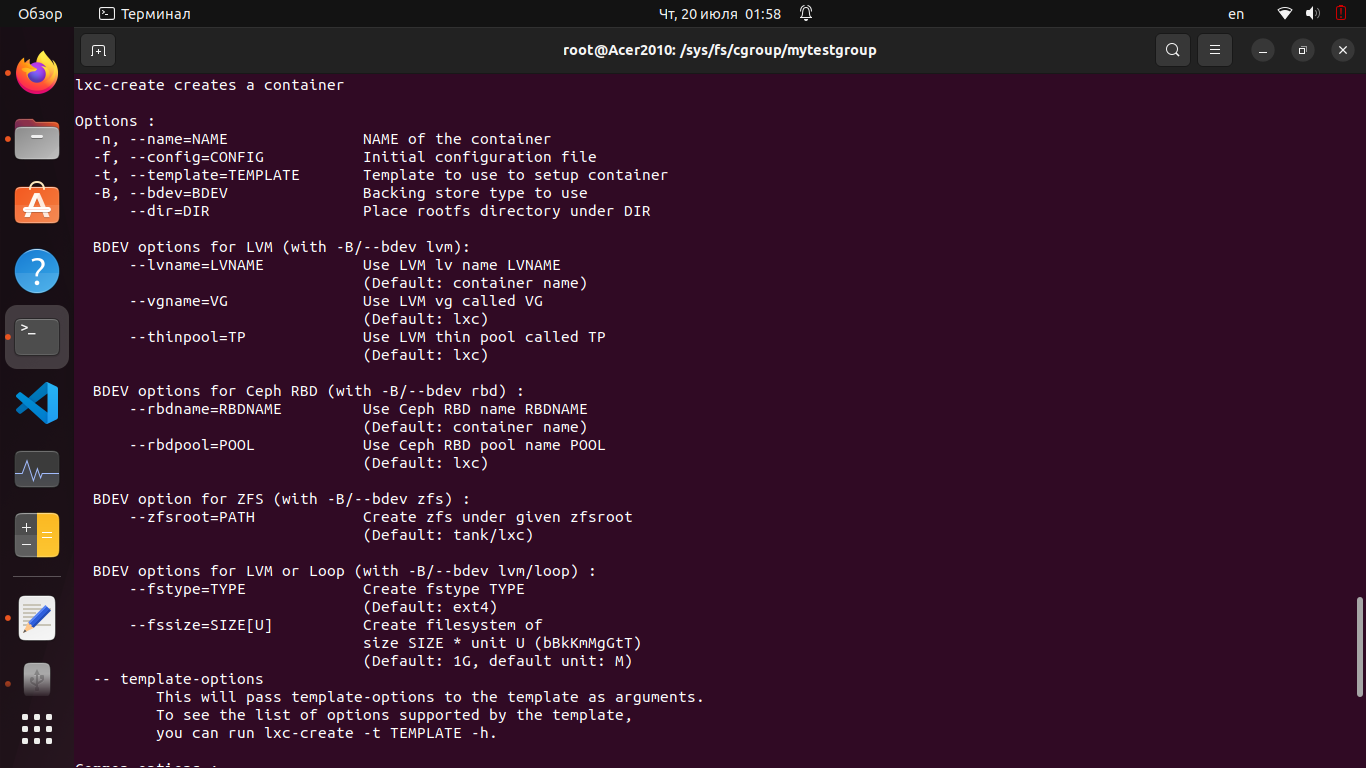 Обзор
Терминал
Чт, 20 июля 01:58
en
root@Acer2010: /sys/fs/cgroup/mytestgroup
lxc-create creates a container
Options :
-n, --name=NAME NAME of the container
-f, --config=CONFIG Initial configuration file
-t, --template=TEMPLATE Template to use to setup container
-B, --bdev=BDEV Backing store type to use
--dir=DIR Place rootfs directory under DIR
BDEV options for LVM (with -B/--bdev lvm):
--lvname=LVNAME Use LVM lv name LVNAME
(Default: container name)
--vgname=VG Use LVM vg called VG
(Default: lxc)
--thinpool=TP Use LVM thin pool called TP
(Default: lxc)
BDEV options for Ceph RBD (with -B/--bdev rbd) :
--rbdname=RBDNAME Use Ceph RBD name RBDNAME
(Default: container name)
--rbdpool=POOL Use Ceph RBD pool name POOL
(Default: lxc)
BDEV option for ZFS (with -B/--bdev zfs) :
--zfsroot=PATH Create zfs under given zfsroot
(Default: tank/lxc)
BDEV options for LVM or Loop (with -B/--bdev lvm/loop) :
--fstype=TYPE Create fstype TYPE
(Default: ext4)
--fssize=SIZE[U] Create filesystem of
size SIZE * unit U (bBkKmMgGtT)
(Default: 1G, default unit: M)
-- template-options
This will pass template-options to the template as arguments.
To see the list of options supported by the template,
you can run lxc-create -t TEMPLATE -h.